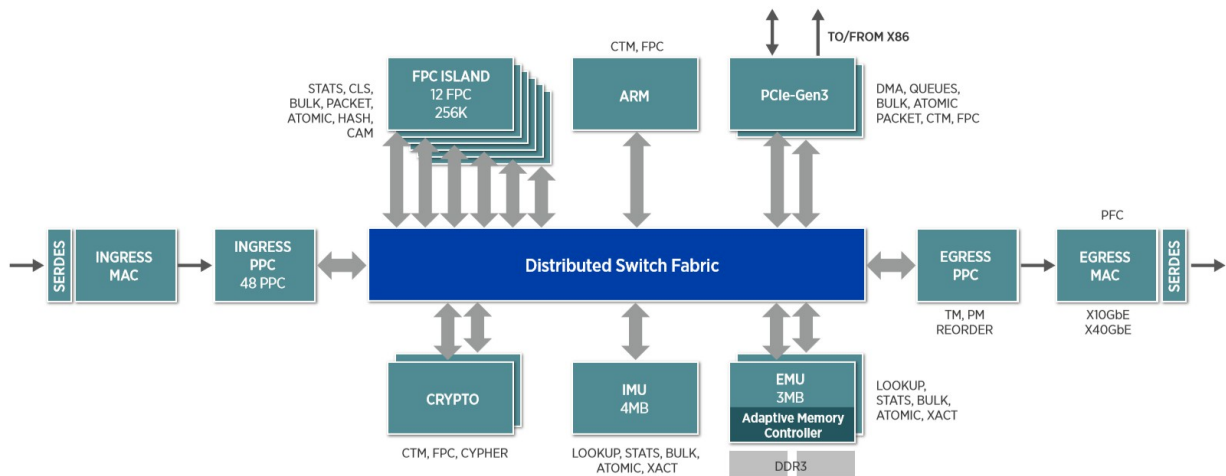 TO/FROM X86
CTM, FPC
STATS, CLS,
BULK, PACKET,
ATOMIC, HASH,
CAM
FPC ISLAND
12 FPC
256K
ARM
PCIe-Gen3
DMA, QUEUES,
BULK, ATOMIC
PACKET, CTM, FPC
SERDES
INGRESS
MAC
INGRESS
PPC
48 PPC
Distributed Switch Fabric
EGRESS
PPC
TM, PM
REORDER
PFC
EGRESS
MAC
X10GbE
X40GbE
SERDES
CRYPTO
CTM, FPC, CYPHER
IMU
4MB
LOOKUP, STATS, BULK,
ATOMIC, XACT
EMU
3MB
Adaptive Memory
Controller
DDR3
LOOKUP,
STATS, BULK,
ATOMIC, XACT